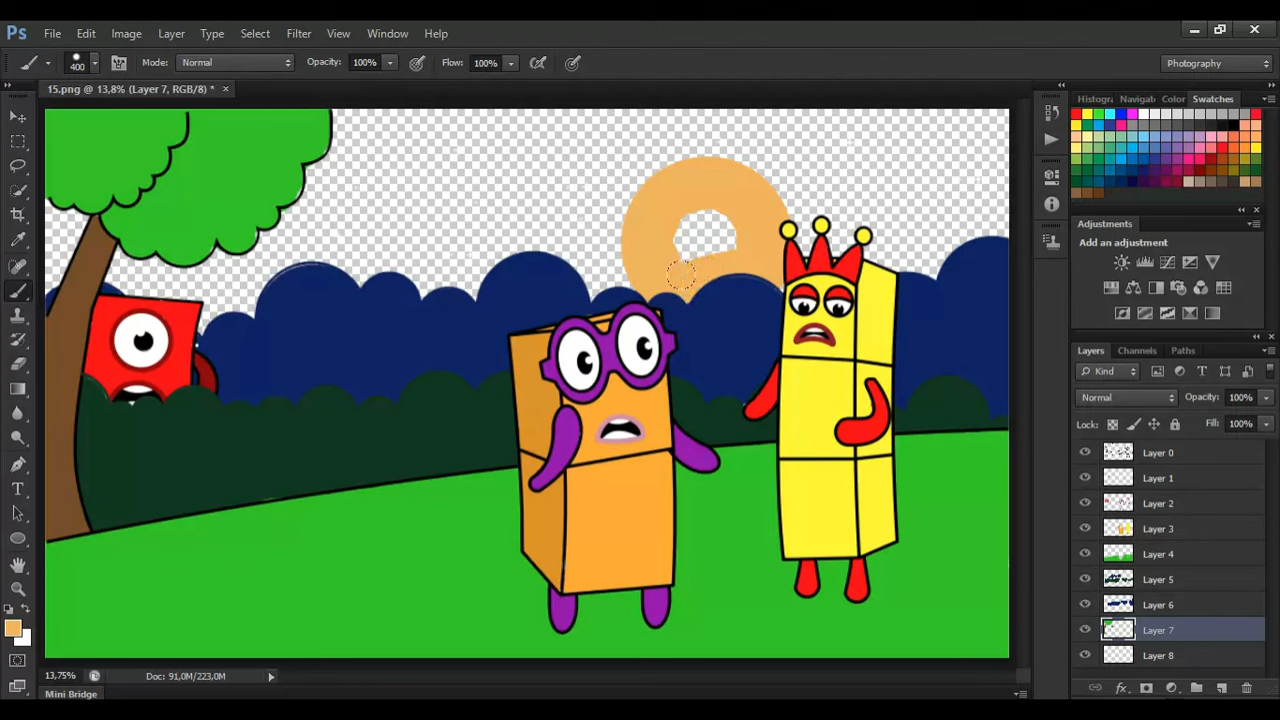 Ps File Edit Image Layer Type Select Filter View Window Help
400 Mode: Normal Opacity: 100% Flow: 100% Photography
15.png @ 13,8% (Layer 7, RGB/8) * ×
Histogr Navigat Color Swatches
Adjustments
Add an adjustment
Layers Channels Paths
Kind
Normal Opacity: 100%
Lock: Fill: 100%
Layer 0
Layer 1
Layer 2
Layer 3
Layer 4
Layer 5
Layer 6
Layer 7
Layer 8
13,75% Doc: 91,0M/223,0M
Mini Bridge